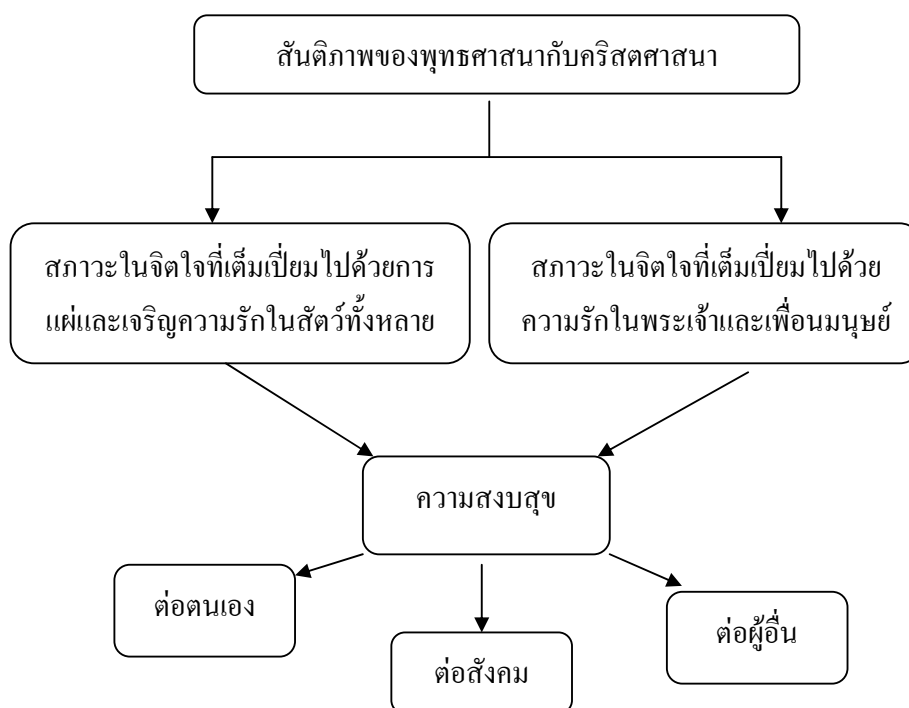 สันติภาพของพุทธศาสนากับคริสตศาสนา
สภาวะในจิตใจที่เต็มเปี่ยมไปด้วยการ
แผ่และเจริญความรักในสัตว์ทั้งหลาย
สภาวะในจิตใจที่เต็มเปี่ยมไปด้วย
ความรักในพระเจ้าและเพื่อนมนุษย์
ความสงบสุข
ต่อตนเอง
ต่อสังคม
ต่อผู้อื่น